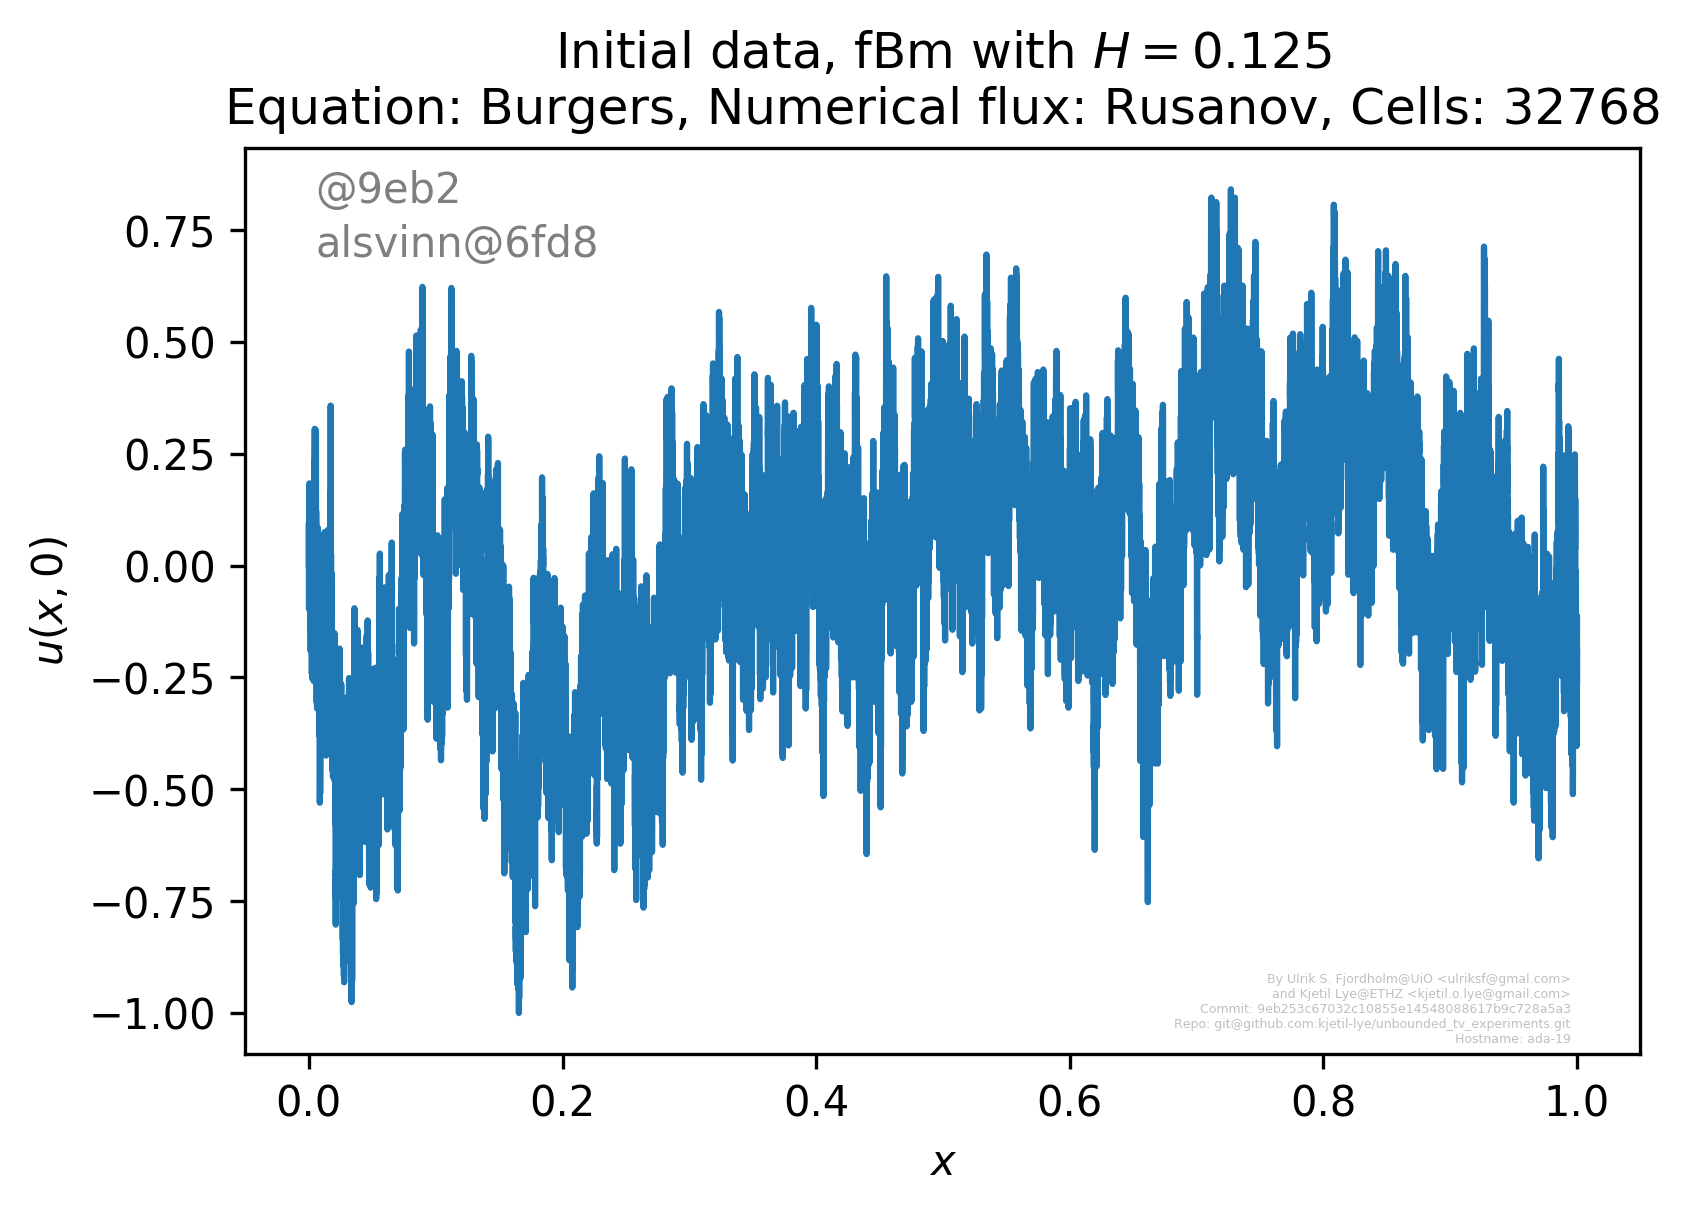 Initial data, fBm with H = 0.125
Equation: Burgers, Numerical flux: Rusanov, Cells: 32768
@9eb2
alsvinn@6fd8
0.75
0.50
0.25
0.00
−0.25
−0.50
−0.75
−1.00
u(x, 0)
By Ulrik S. Fjordholm@UiO <ulriksf@gmal.com>
and Kjetil Lye@ETHZ <kjetil.o.lye@gmail.com>
Commit: 9eb253c67032c10855e14548088617b9c728a5a3
Repo: git@github.com:kjetil-lye/unbounded_tv_experiments.git
Hostname: ada-19
0.0 0.2 0.4 0.6 0.8 1.0
x